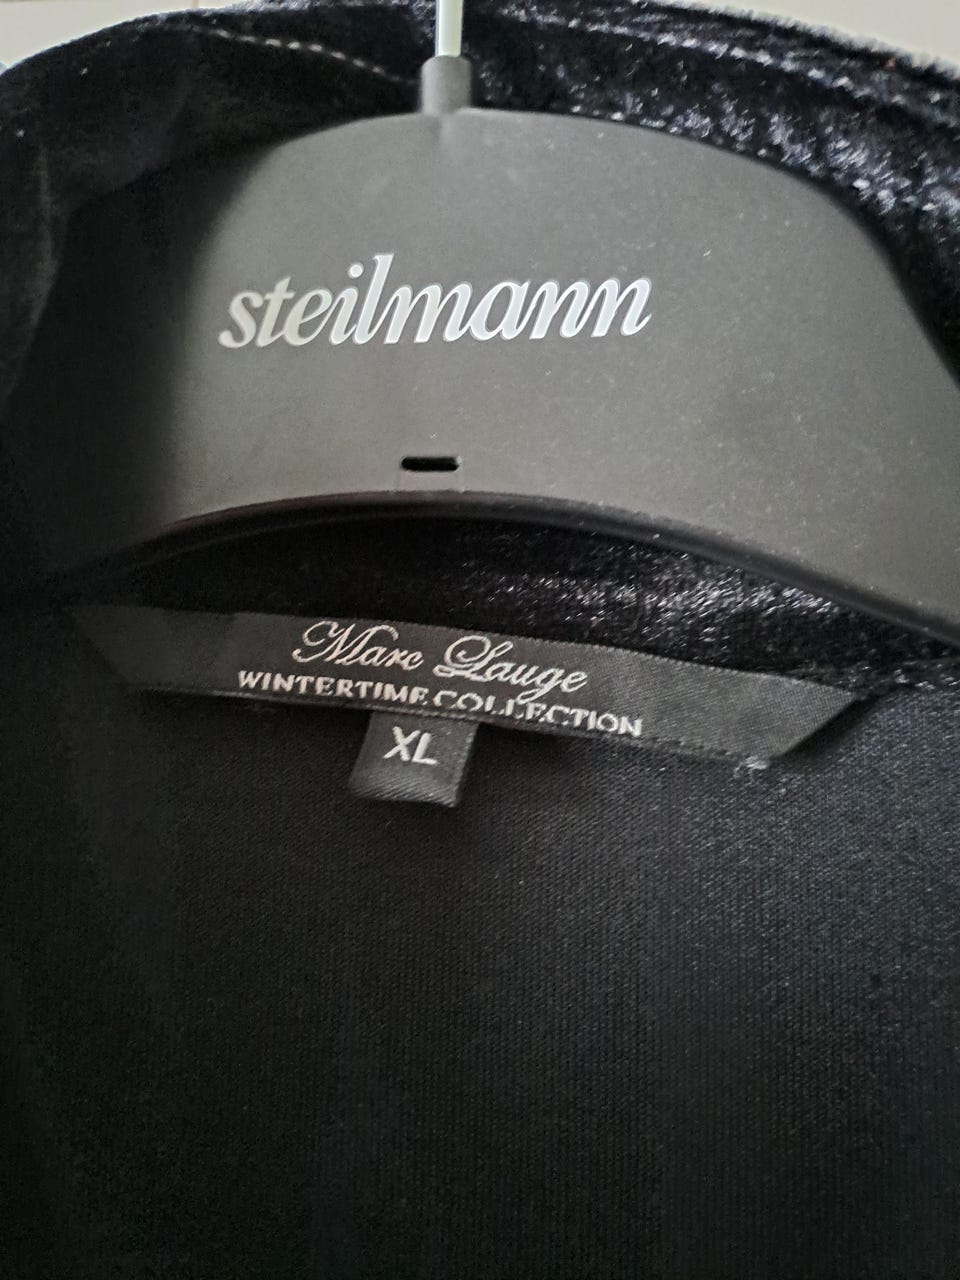 steilmann
Marc Lauge
WINTERTIME COLLECTION
XL